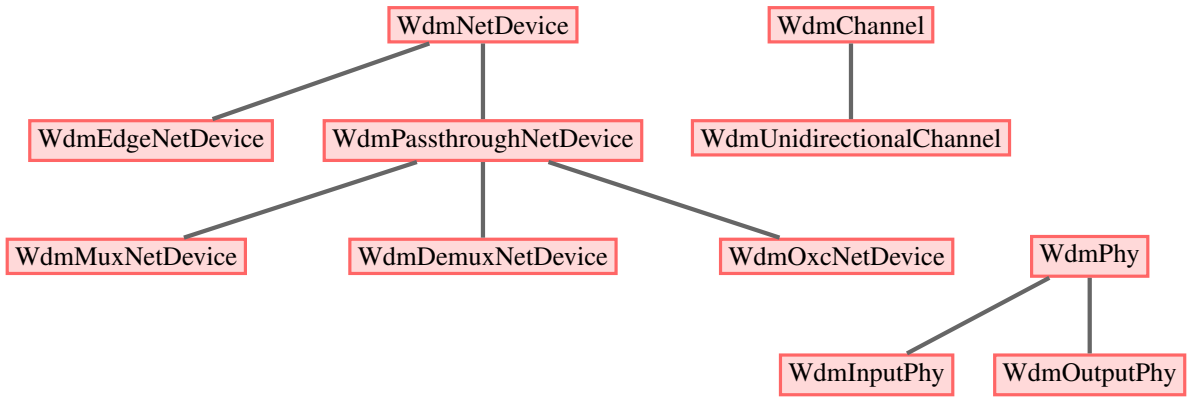 WdmNetDevice
WdmChannel
WdmEdgeNetDevice
WdmPassthroughNetDevice
WdmUnidirectionalChannel
WdmMuxNetDevice
WdmDemuxNetDevice
WdmOxcNetDevice
WdmPhy
WdmInputPhy
WdmOutputPhy